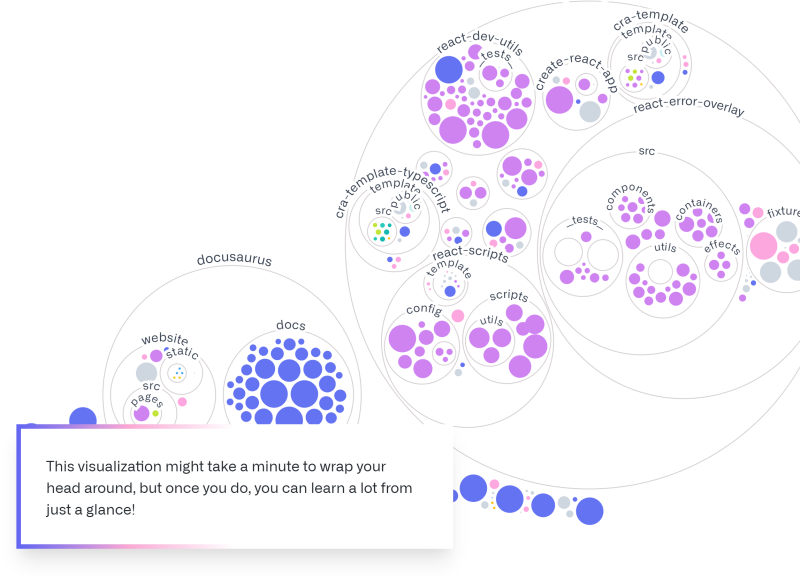 cra-template
template
public
src
react-dev-utils
_tests_
create-react-app
react-error-overlay
src
cra-template-typescript
template
public
src
components
containers
_tests_
utils
effects
fixture
react-scripts
template
config
scripts
utils
docusaurus
website
static
src
pages
docs
This visualization might take a minute to wrap your
head around, but once you do, you can learn a lot from
just a glance!